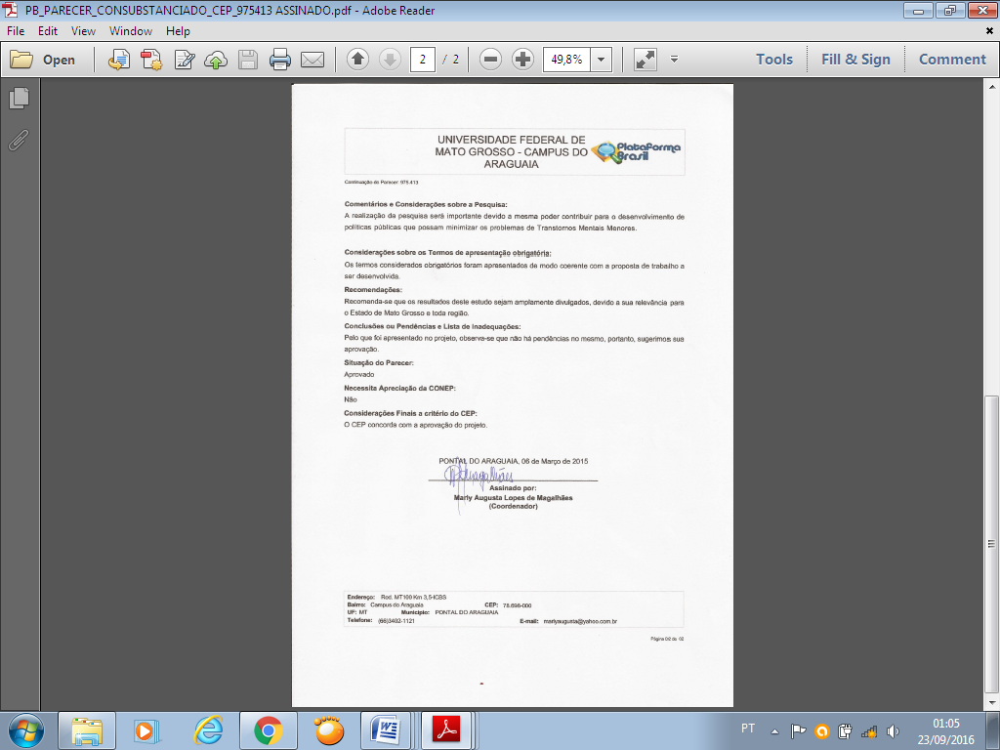 PB_PARECER_CONSUBSTANCIADO_CEP_975413 ASSINADO.pdf - Adobe Reader
File Edit View Window Help
Open 2 / 2 49,8% Tools Fill & Sign Comment
UNIVERSIDADE FEDERAL DE
MATO GROSSO - CAMPUS DO
ARAGUAIA
PlataForma
Brasil
Continuação do Parecer: 975.413
Comentários e Considerações sobre a Pesquisa:
A realização da pesquisa será importante devido a mesma poder contribuir para o desenvolvimento de
políticas públicas que possam minimizar os problemas de Transtornos Mentais Menores.
Considerações sobre os Termos de apresentação obrigatória:
Os termos considerados obrigatórios foram apresentados de modo coerente com a proposta de trabalho a
ser desenvolvida.
Recomendações:
Recomenda-se que os resultados deste estudo sejam amplamente divulgados, devido a sua relevância para
o Estado de Mato Grosso e toda região.
Conclusões ou Pendências e Lista de Inadequações:
Pelo que foi apresentado no projeto, observa-se que não há pendências no mesmo, portanto, sugerimos sua
aprovação.
Situação do Parecer:
Aprovado
Necessita Apreciação da CONEP:
Não
Considerações Finais a critério do CEP:
O CEP concorda com a aprovação do projeto.
PONTAL DO ARAGUAIA, 06 de Março de 2015
Assinado por:
Marly Augusta Lopes de Magalhães
(Coordenador)
Endereço: Rod. MT100 Km 3,5-ICBS
Bairro: Campus do Araguaia CEP: 78.698-000
UF: MT Município: PONTAL DO ARAGUAIA
Telefone: (66)3402-1121 E-mail: marlyaugusta@yahoo.com.br
Página 02 de 02
PT 01:05
23/09/2016